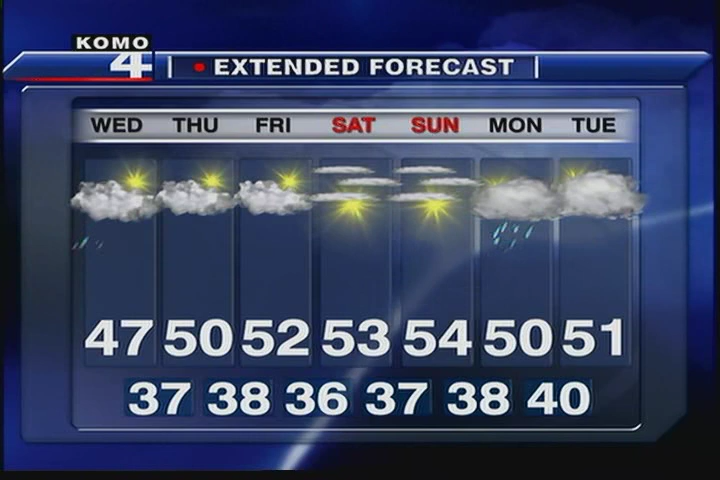 KOMO
4
• EXTENDED FORECAST
WED THU FRI SAT SUN MON TUE
47 50 52 53 54 50 51
37 38 36 37 38 40